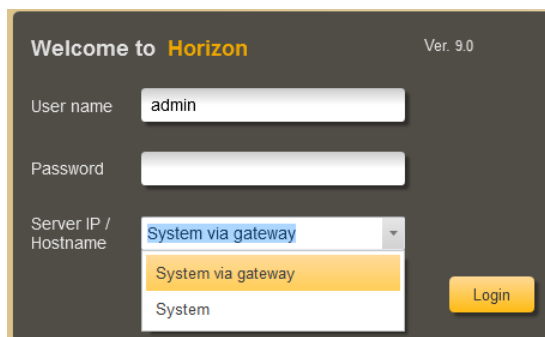 Welcome to Horizon
Ver. 9.0
User name
admin
Password
Server IP /
Hostname
System via gateway
System via gateway
System
Login